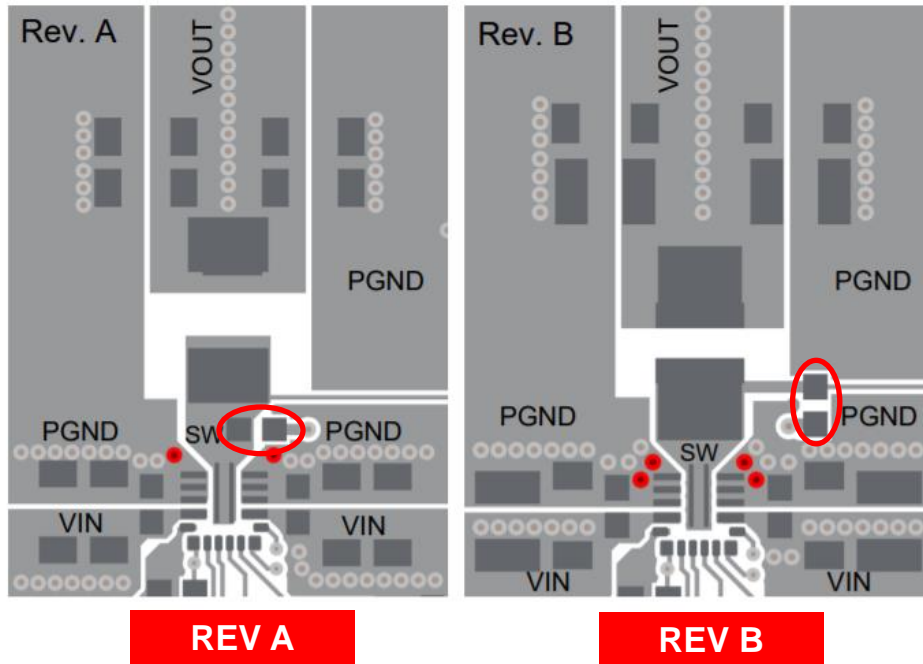 Rev. A
VOUT
PGND
PGND
SW
PGND
VIN
VIN
REV A
Rev. B
VOUT
PGND
PGND
PGND
SW
VIN
VIN
REV B